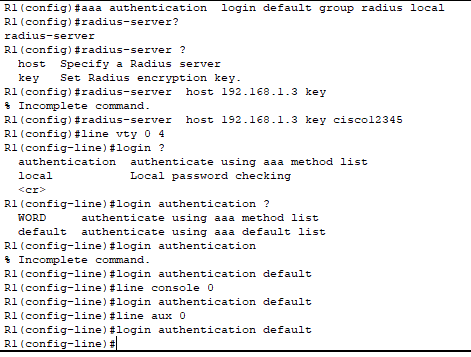 R1(config)#aaa authentication  login default group radius local
R1(config)#radius-server?
radius-server
R1(config)#radius-server ?
  host  Specify a Radius server
  key   Set Radius encryption key.
R1(config)#radius-server  host 192.168.1.3 key
% Incomplete command.
R1(config)#radius-server  host 192.168.1.3 key cisco12345
R1(config)#line vty 0 4
R1(config-line)#login ?
  authentication  authenticate using aaa method list
  local           Local password checking
  <cr>
R1(config-line)#login authentication ?
  WORD     authenticate using aaa method list
  default  authenticate using aaa default list
R1(config-line)#login authentication
% Incomplete command.
R1(config-line)#login authentication default
R1(config-line)#line console 0
R1(config-line)#login authentication default
R1(config-line)#line aux 0
R1(config-line)#login authentication default
R1(config-line)#